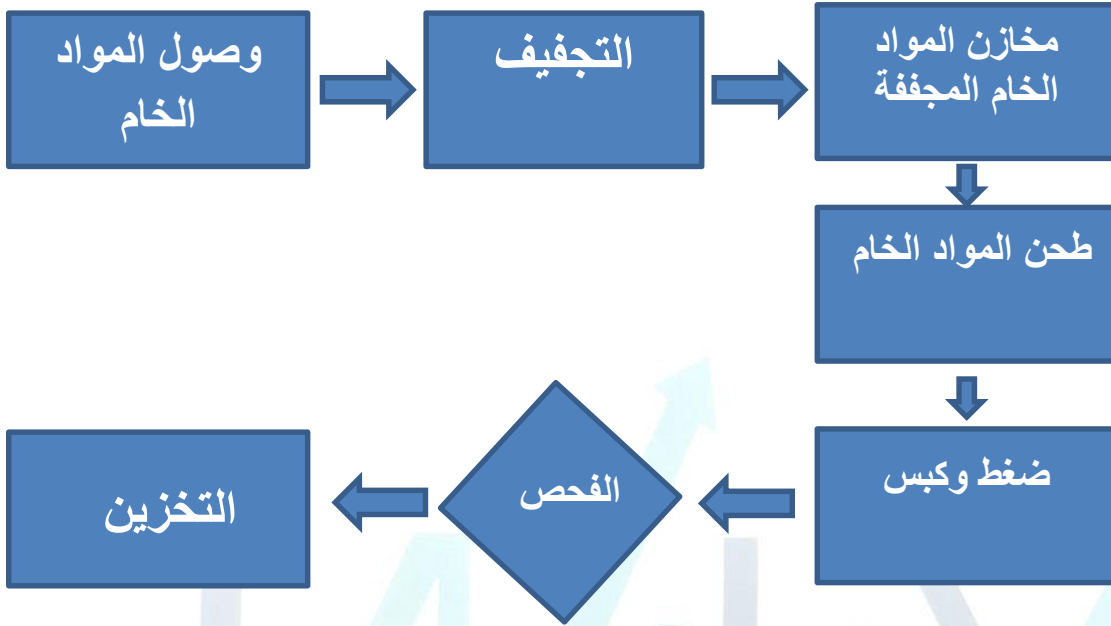 وصول المواد
الخام
التجفيف
مخازن المواد
الخام المجففة
طحن المواد الخام
ضغط وكبس
الفحص
التخزين